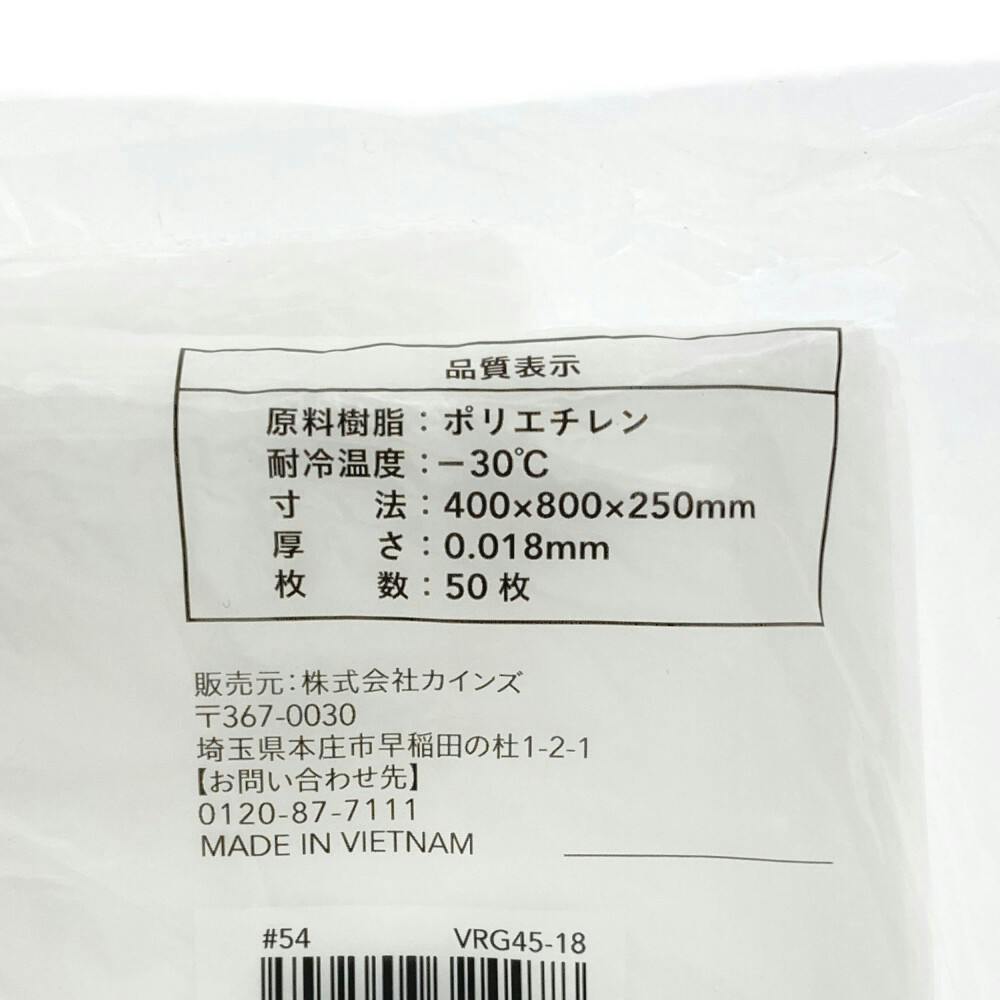 品質表示
原料樹脂：ポリエチレン
耐冷温度：−30℃
寸　　法：400×800×250mm
厚　　さ：0.018mm
枚　　数：50 枚
販売元：株式会社カインズ
〒367-0030
埼玉県本庄市早稲田の杜1-2-1
【お問い合わせ先】
0120-87-7111
MADE IN VIETNAM
#54 VRG45-18